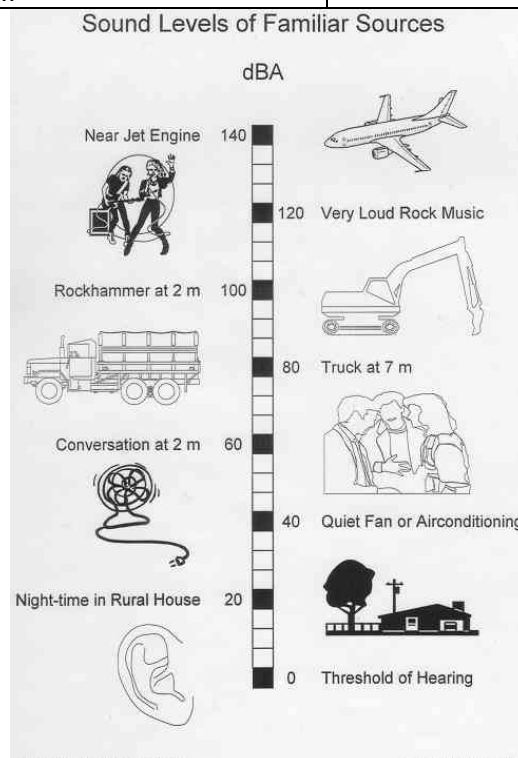 Sound Levels of Familiar Sources
dBA
Near Jet Engine 140
120 Very Loud Rock Music
Rockhammer at 2 m 100
80 Truck at 7 m
Conversation at 2 m 60
40 Quiet Fan or Airconditioning
Night-time in Rural House 20
0 Threshold of Hearing